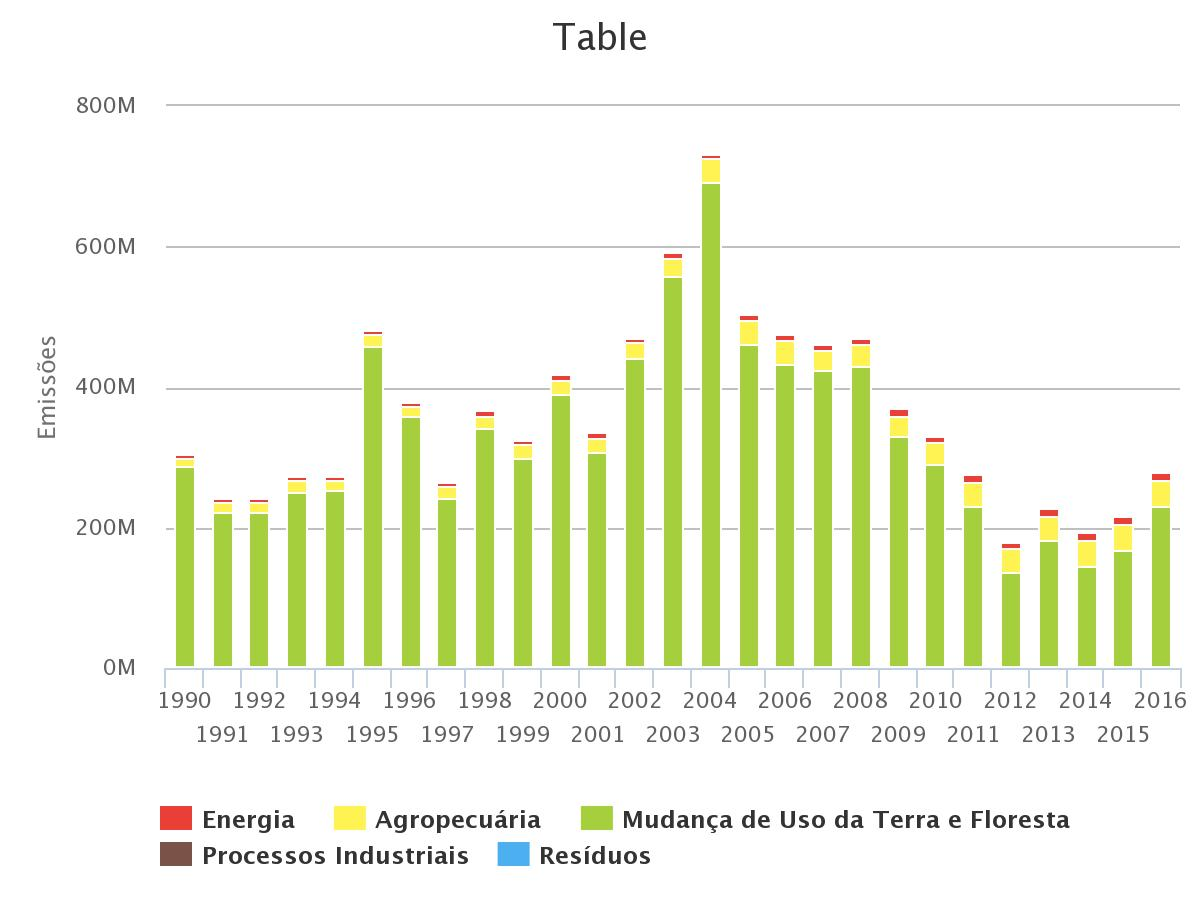 Table
800M
600M
400M
200M
0M
Emissões
1990 1992 1994 1996 1998 2000 2002 2004 2006 2008 2010 2012 2014 2016
1991 1993 1995 1997 1999 2001 2003 2005 2007 2009 2011 2013 2015
Energia Agropecuária Mudança de Uso da Terra e Floresta
Processos Industriais Resíduos